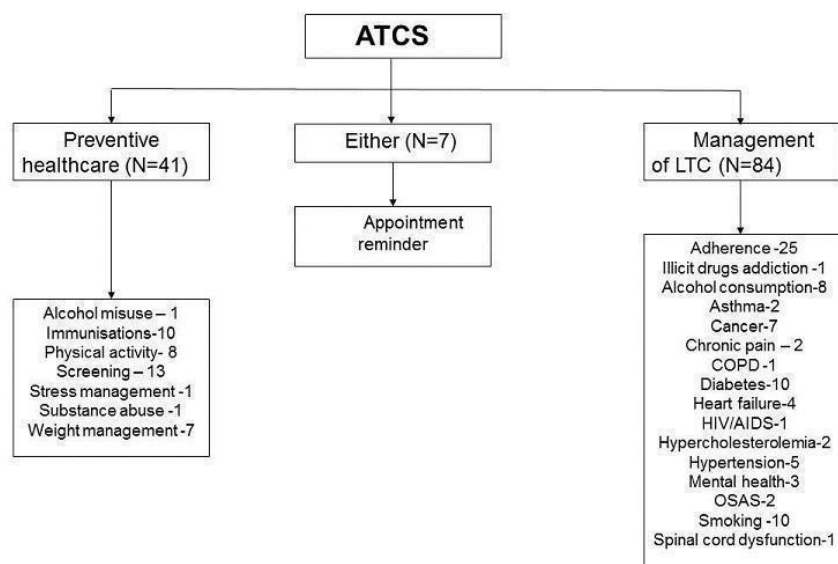 ATCS
Preventive
healthcare (N=41)
Either (N=7)
Management
of LTC (N=84)
Appointment
reminder
Alcohol misuse – 1
Immunisations-10
Physical activity- 8
Screening – 13
Stress management -1
Substance abuse -1
Weight management -7
Adherence -25
Illicit drugs addiction -1
Alcohol consumption-8
Asthma-2
Cancer-7
Chronic pain – 2
COPD -1
Diabetes-10
Heart failure-4
HIV/AIDS-1
Hypercholesterolemia-2
Hypertension-5
Mental health-3
OSAS-2
Smoking -10
Spinal cord dysfunction-1